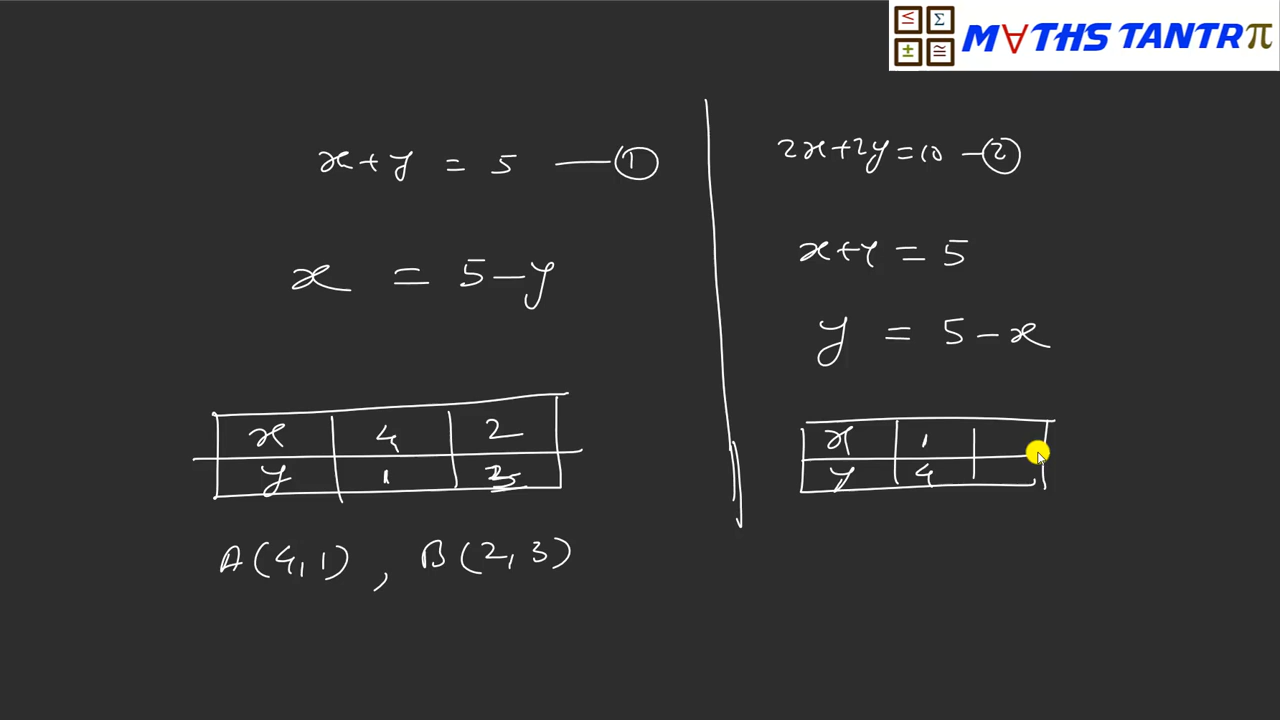 ≤ Σ
± ≅
M∀THS TANTRπ
x + y = 5 — ①
x = 5 - y
x 4 2
y 1 3
A(4, 1) , B(2, 3)
2x + 2y = 10 - ②
x + y = 5
y = 5 - x
x 1
y 4